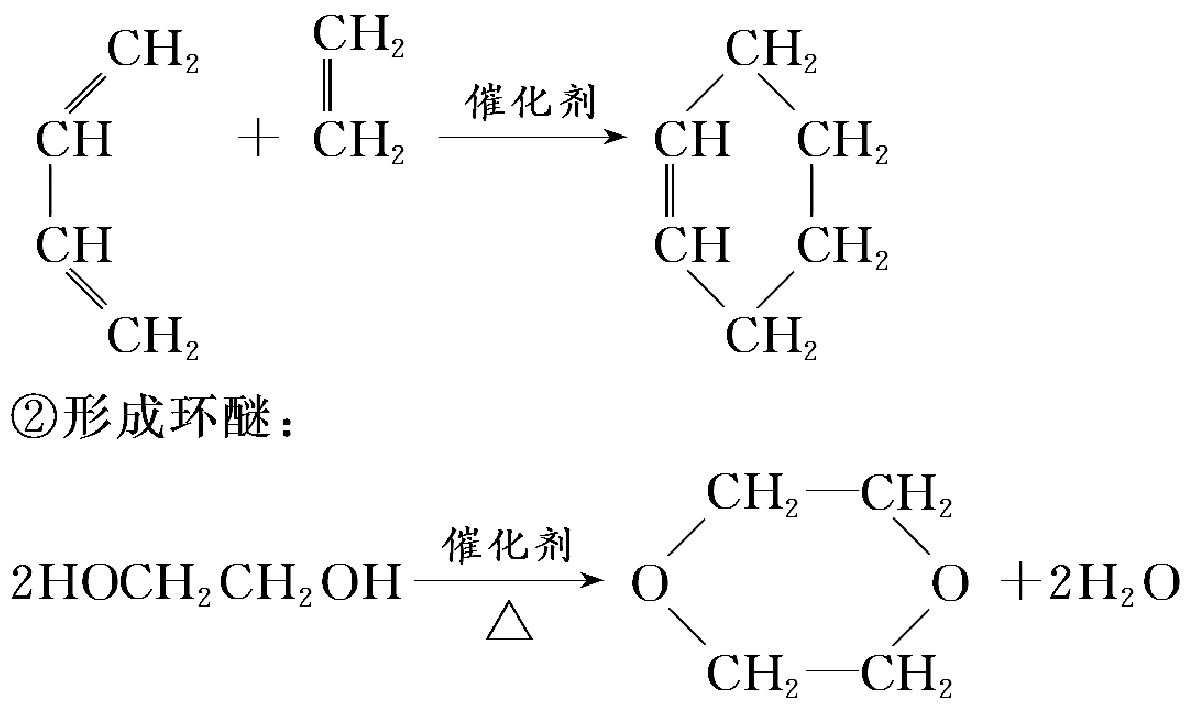 CH₂ CH₂ CH₂
CH + CH₂ 催化剂 CH CH₂
CH CH CH₂
CH₂ CH₂
②形成环醚：
CH₂—CH₂
2HOCH₂CH₂OH 催化剂 △ O O +2H₂O
CH₂—CH₂